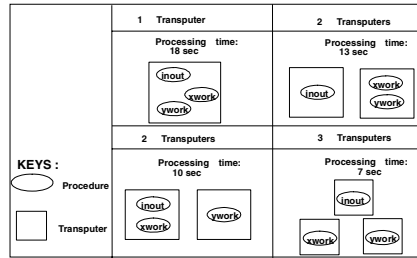 1 Transputer
2 Transputers
Processing time:
18 sec
inout
xwork
ywork
Processing time:
13 sec
inout
xwork
ywork
2 Transputers
3 Transputers
Processing time:
10 sec
inout
xwork
ywork
Processing time:
7 sec
inout
xwork
ywork
KEYS :
Procedure
Transputer